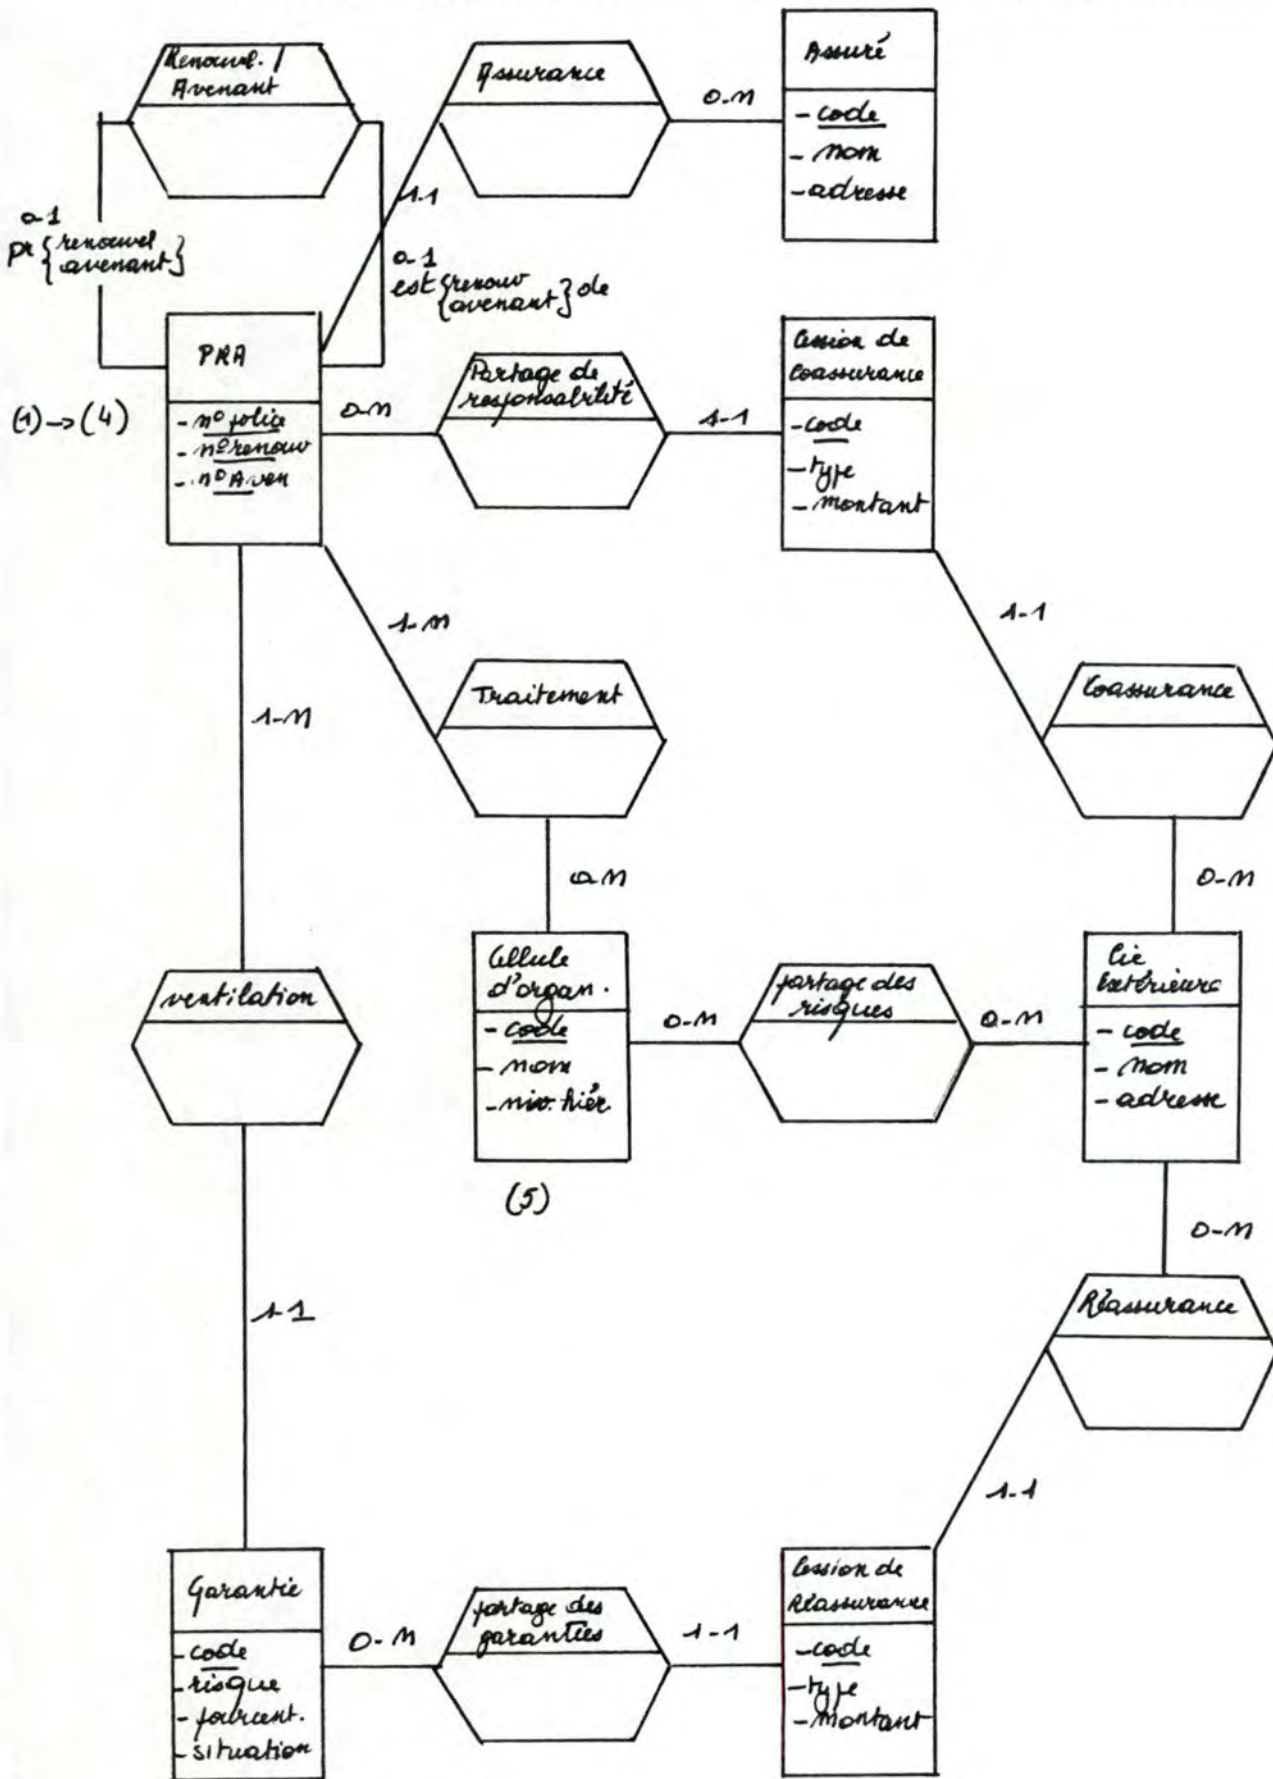 Renouvel. /
Avenant
Assurance
0-N
Assuré
- code
- nom
- adresse
1-1
0-1
pr { renouvel
avenant }
0-1
est { renouv
avenant } de
PRA
- n° police
- n° renouv
- n° Aven
(1) -> (4)
0-N
Partage de
responsabilité
1-1
Cession de
Coassurance
- code
- type
- montant
1-N
1-1
Traitement
Coassurance
1-N
0-N
0-N
ventilation
Cellule
d'organ.
- code
- nom
- niv. hiér.
(5)
0-N
partage des
risques
0-N
Cie
Extérieure
- code
- nom
- adresse
0-N
Réassurance
1-1
1-1
Garantie
- code
- risque
- pourcent.
- situation
0-N
partage des
garanties
1-1
Cession de
Réassurance
- code
- type
- montant